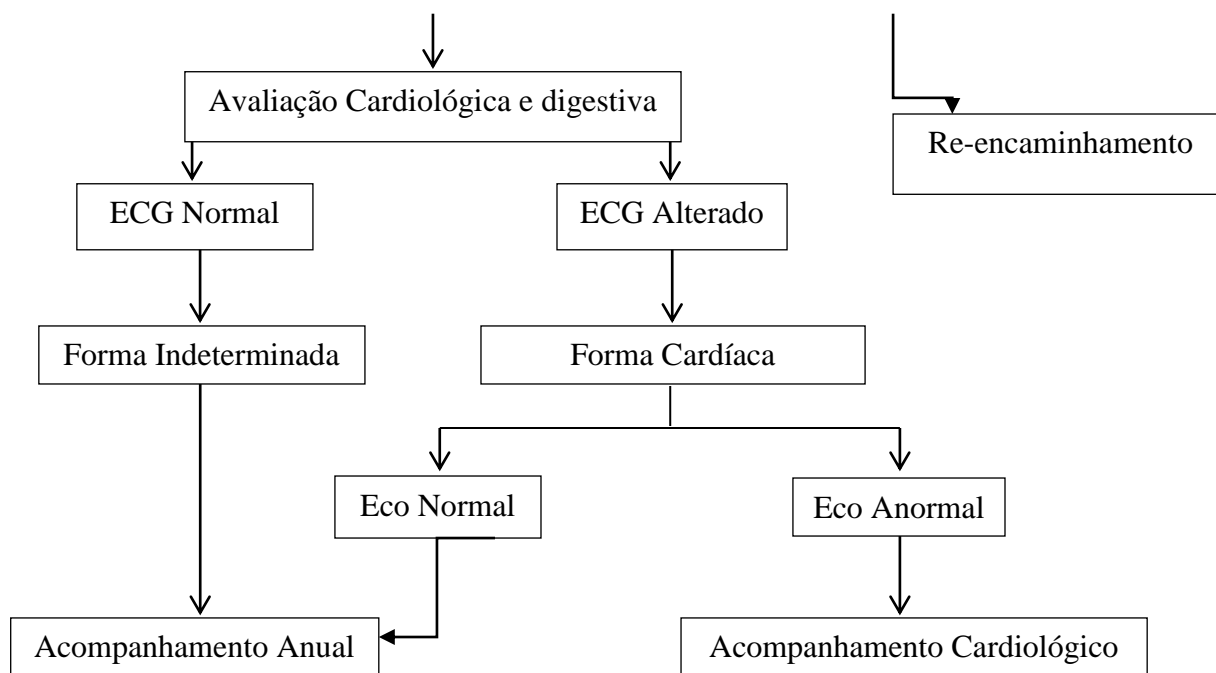 Avaliação Cardiológica e digestiva
Re-encaminhamento
ECG Normal
ECG Alterado
Forma Indeterminada
Forma Cardíaca
Eco Normal
Eco Anormal
Acompanhamento Anual
Acompanhamento Cardiológico